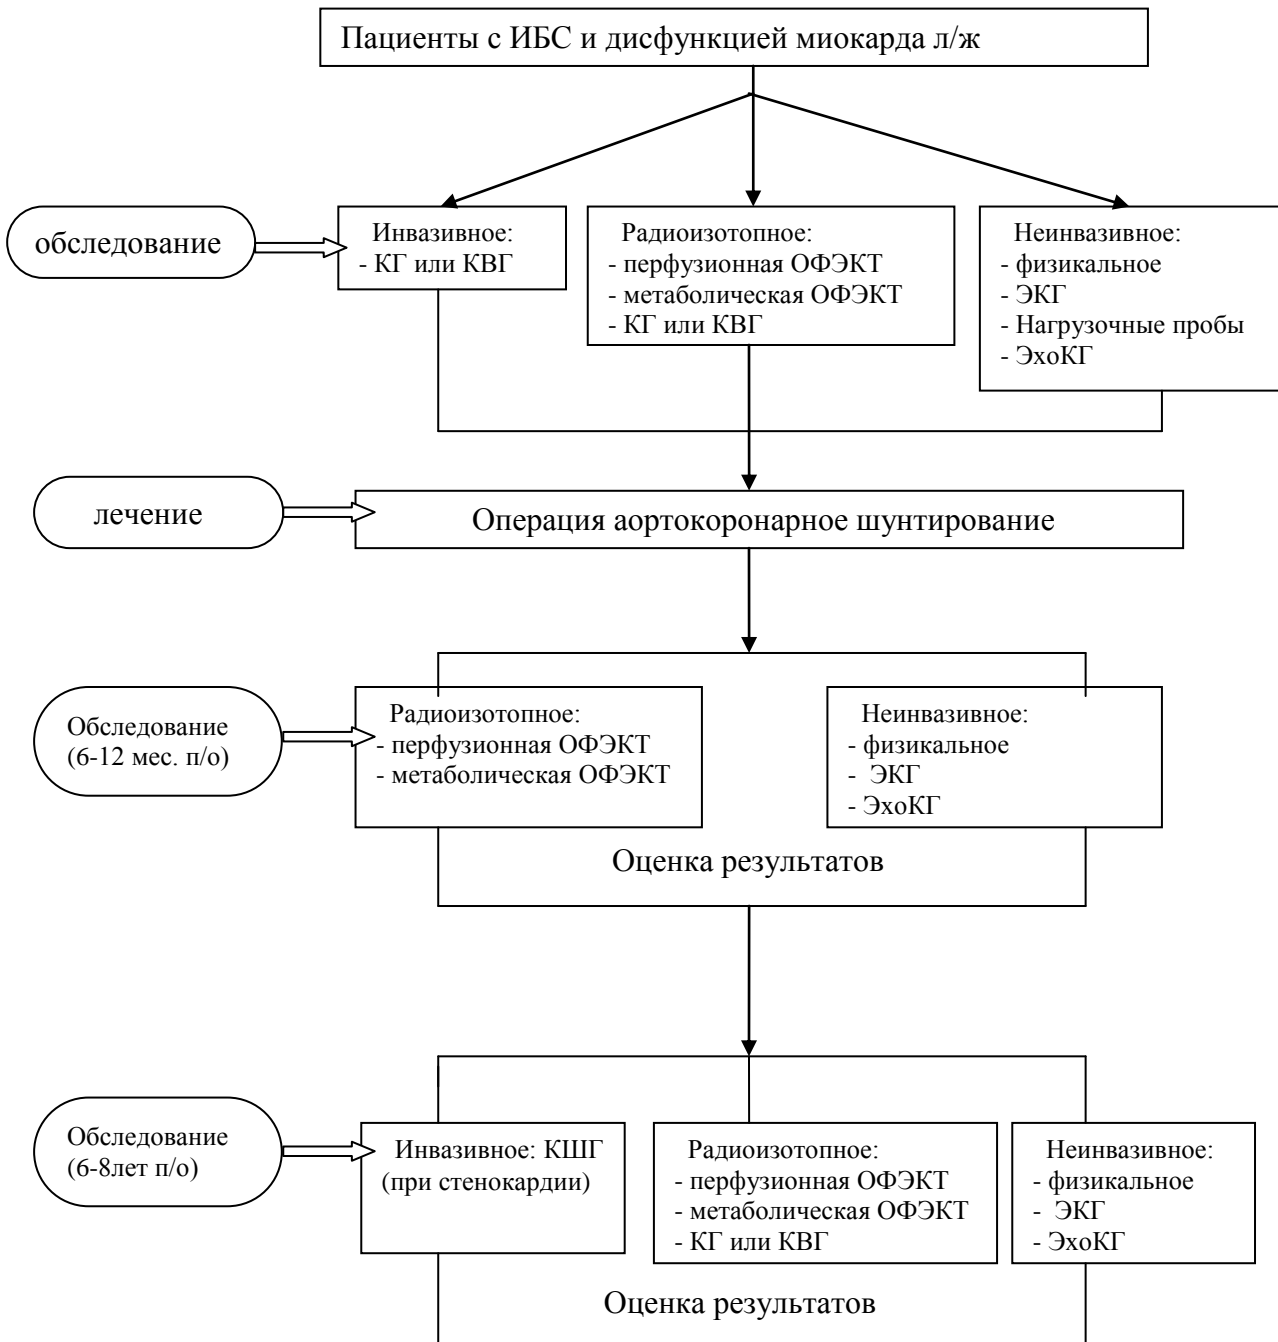 Пациенты с ИБС и дисфункцией миокарда л/ж
обследование
Инвазивное:
- КГ или КВГ
Радиоизотопное:
- перфузионная ОФЭКТ
- метаболическая ОФЭКТ
- КГ или КВГ
Неинвазивное:
- физикальное
- ЭКГ
- Нагрузочные пробы
- ЭхоКГ
лечение
Операция аортокоронарное шунтирование
Обследование
(6-12 мес. п/о)
Радиоизотопное:
- перфузионная ОФЭКТ
- метаболическая ОФЭКТ
Неинвазивное:
- физикальное
- ЭКГ
- ЭхоКГ
Оценка результатов
Обследование
(6-8лет п/о)
Инвазивное: КШГ
(при стенокардии)
Радиоизотопное:
- перфузионная ОФЭКТ
- метаболическая ОФЭКТ
- КГ или КВГ
Неинвазивное:
- физикальное
- ЭКГ
- ЭхоКГ
Оценка результатов